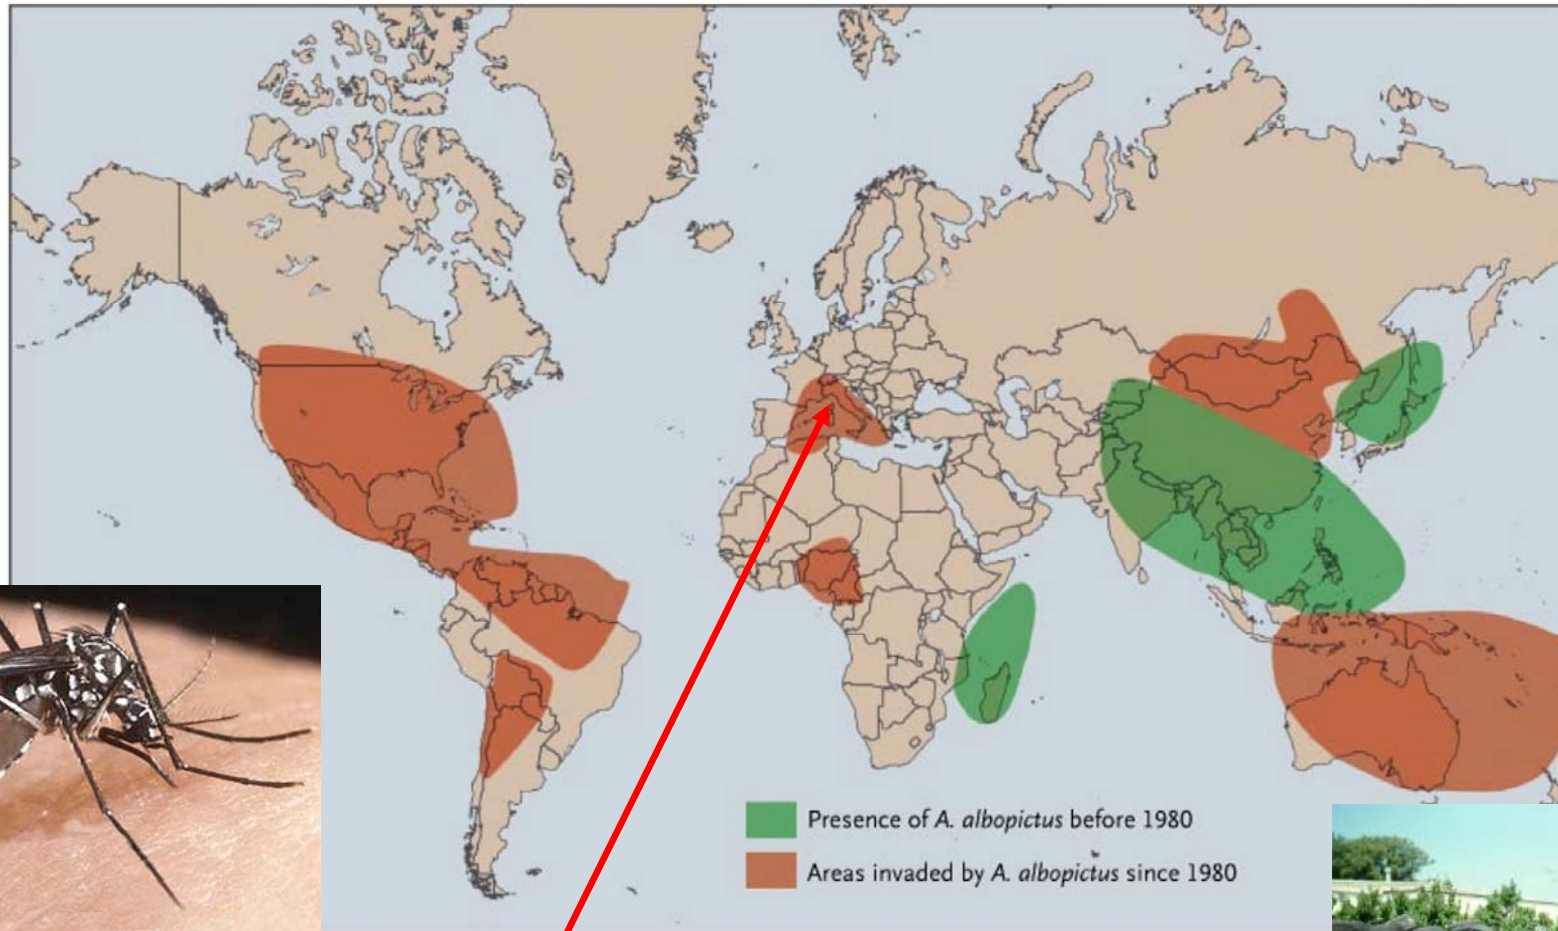 Presence of A. albopictus before 1980
Areas invaded by A. albopictus since 1980